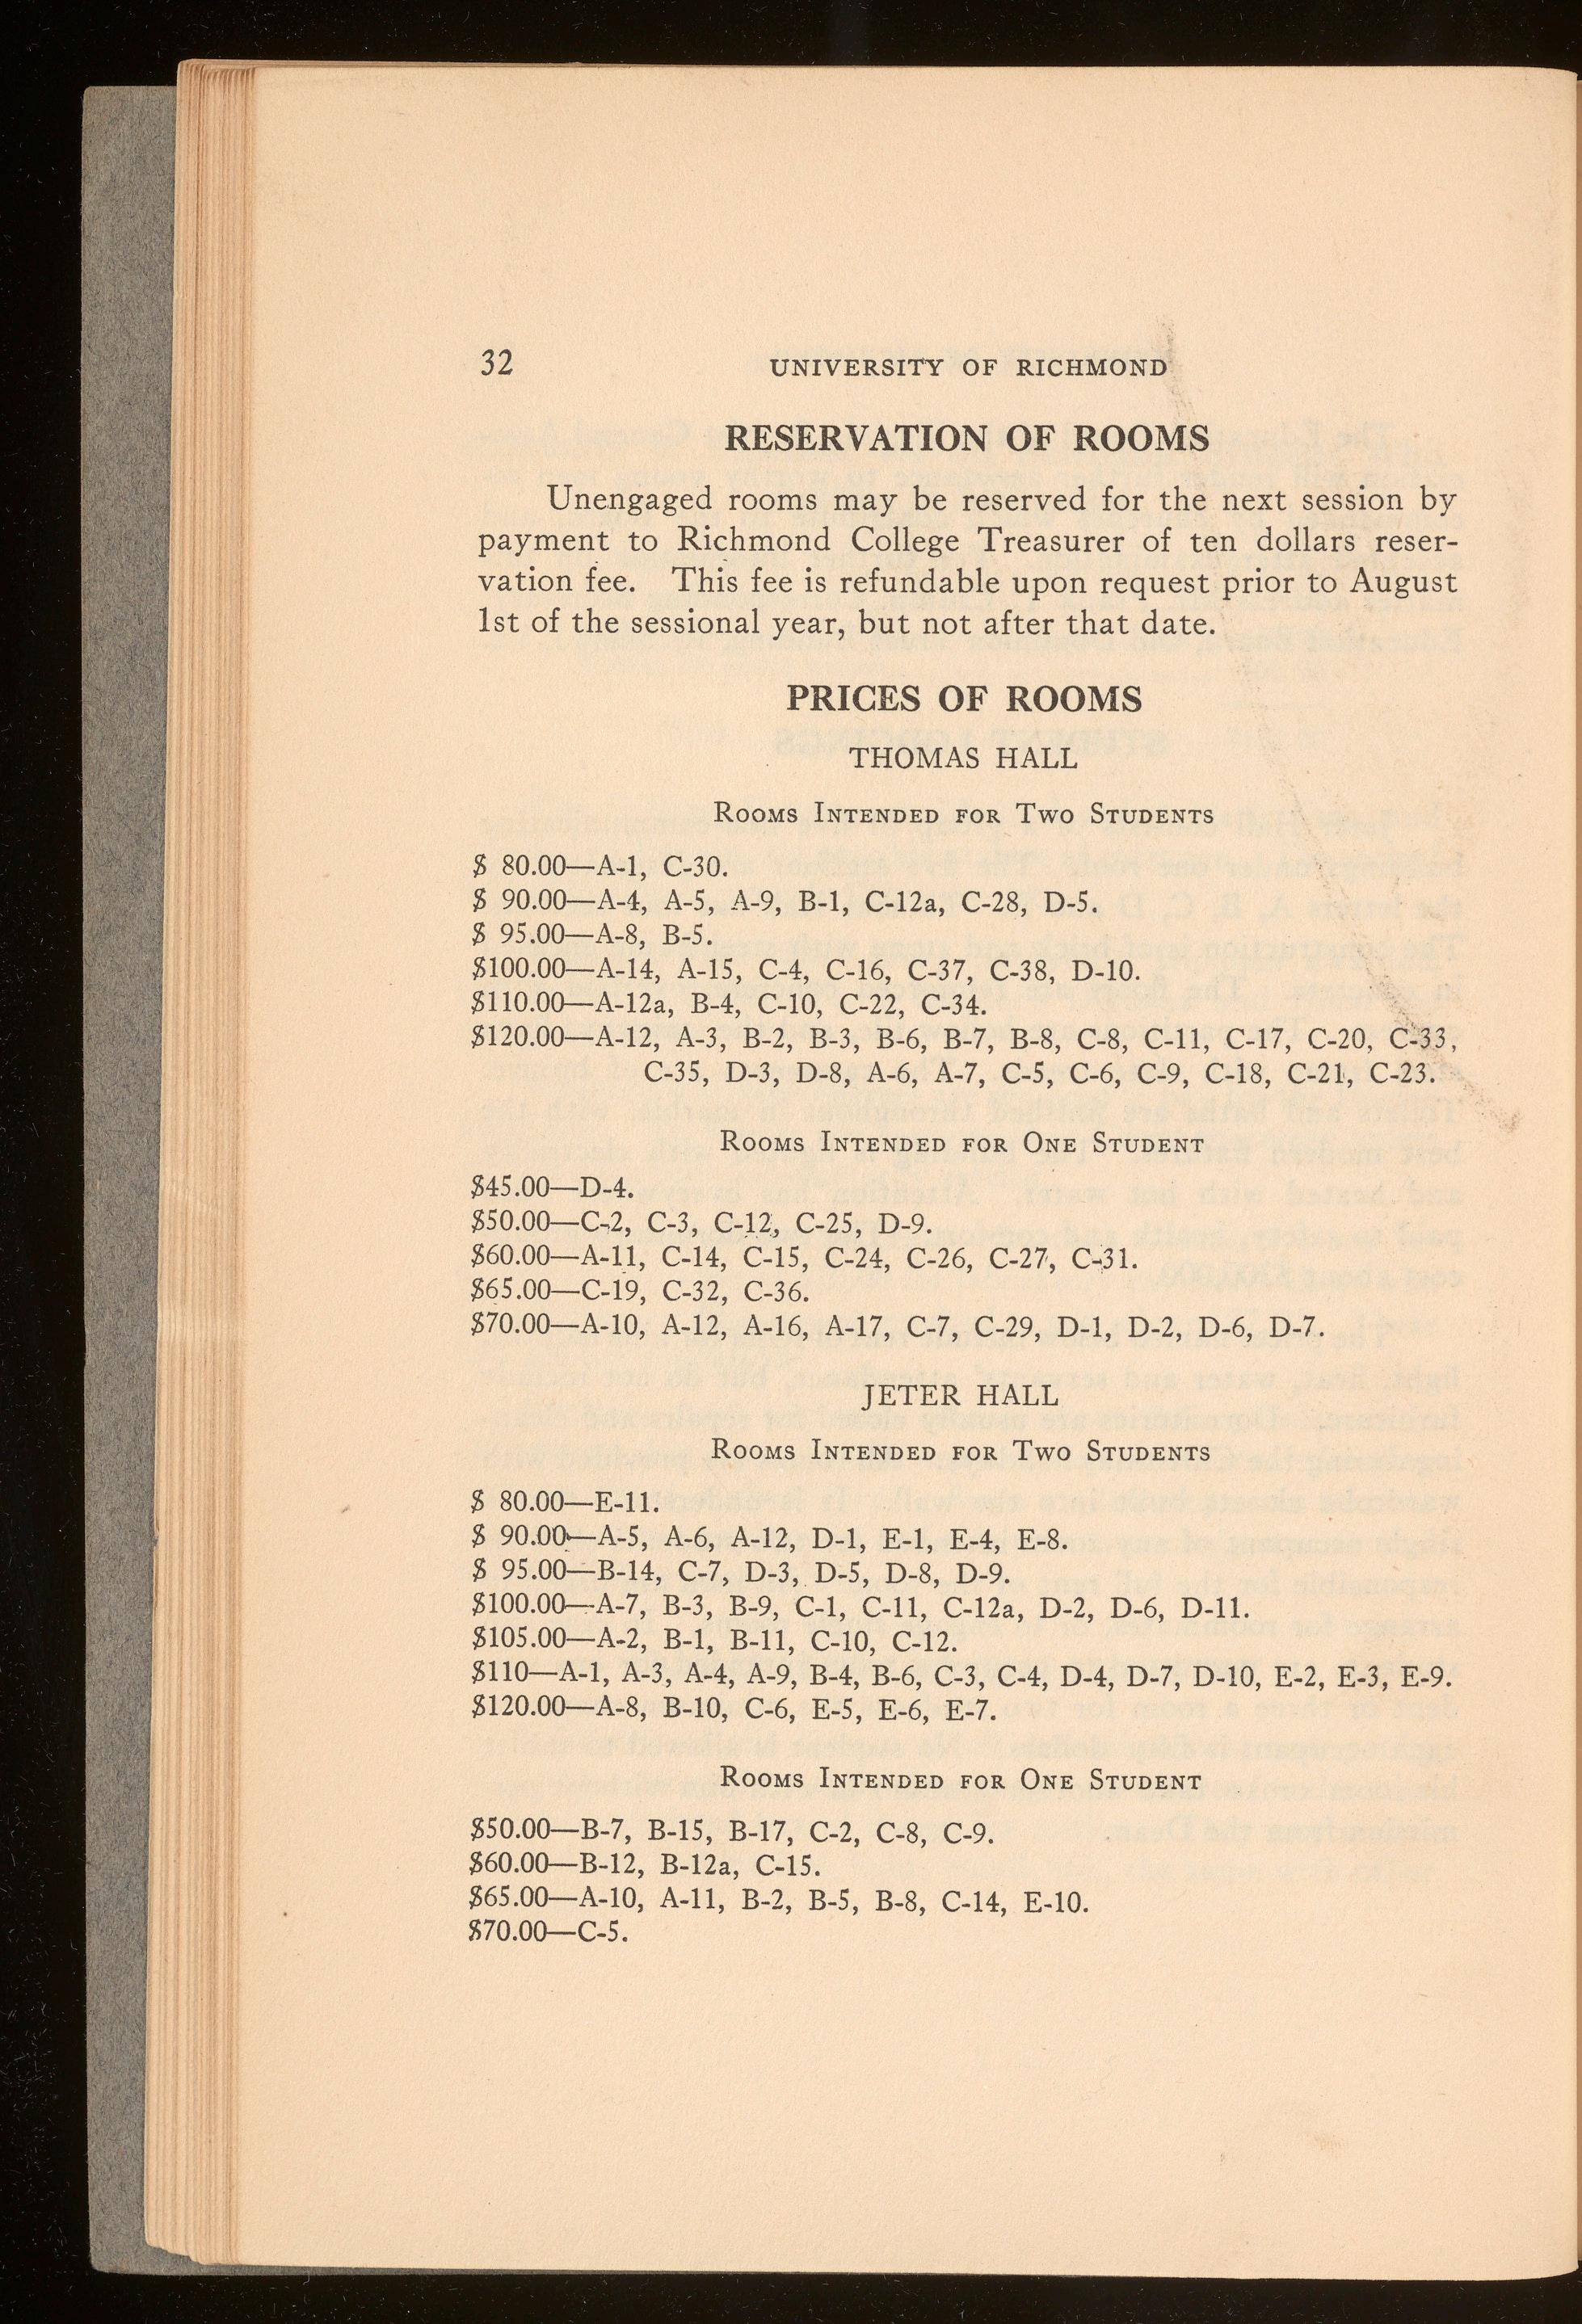 32 UNIVERSITY OF RICHMOND
RESERVATION OF ROOMS
Unengaged rooms may be reserved for the next session by
payment to Richmond College Treasurer of ten dollars reser-
vation fee. This fee is refundable upon request prior to August
1st of the sessional year, but not after that date.
PRICES OF ROOMS
THOMAS HALL
Rooms Intended for Two Students
$ 80.00—A-1, C-30.
$ 90.00—A-4, A-5, A-9, B-1, C-12a, C-28, D-5.
$ 95.00—A-8, B-5.
$100.00—A-14, A-15, C-4, C-16, C-37, C-38, D-10.
$110.00—A-12a, B-4, C-10, C-22, C-34.
$120.00—A-12, A-3, B-2, B-3, B-6, B-7, B-8, C-8, C-11, C-17, C-20, C-33,
C-35, D-3, D-8, A-6, A-7, C-5, C-6, C-9, C-18, C-21, C-23.
Rooms Intended for One Student
$45.00—D-4.
$50.00—C-2, C-3, C-12, C-25, D-9.
$60.00—A-11, C-14, C-15, C-24, C-26, C-27, C-31.
$65.00—C-19, C-32, C-36.
$70.00—A-10, A-12, A-16, A-17, C-7, C-29, D-1, D-2, D-6, D-7.
JETER HALL
Rooms Intended for Two Students
$ 80.00—E-11.
$ 90.00—A-5, A-6, A-12, D-1, E-1, E-4, E-8.
$ 95.00—B-14, C-7, D-3, D-5, D-8, D-9.
$100.00—A-7, B-3, B-9, C-1, C-11, C-12a, D-2, D-6, D-11.
$105.00—A-2, B-1, B-11, C-10, C-12.
$110—A-1, A-3, A-4, A-9, B-4, B-6, C-3, C-4, D-4, D-7, D-10, E-2, E-3, E-9.
$120.00—A-8, B-10, C-6, E-5, E-6, E-7.
Rooms Intended for One Student
$50.00—B-7, B-15, B-17, C-2, C-8, C-9.
$60.00—B-12, B-12a, C-15.
$65.00—A-10, A-11, B-2, B-5, B-8, C-14, E-10.
$70.00—C-5.